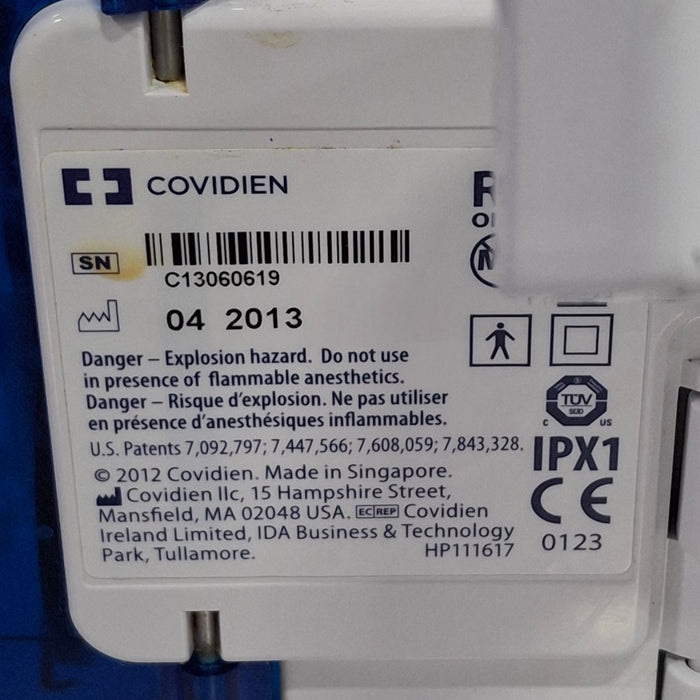 COVIDIEN
SN
C13060619
04 2013
Danger – Explosion hazard. Do not use
in presence of flammable anesthetics.
Danger – Risque d'explosion. Ne pas utiliser
en présence d'anesthésiques inflammables.
U.S. Patents 7,092,797; 7,447,566; 7,608,059; 7,843,328.
© 2012 Covidien. Made in Singapore.
Covidien llc, 15 Hampshire Street,
Mansfield, MA 02048 USA. EC REP Covidien
Ireland Limited, IDA Business & Technology
Park, Tullamore.
HP111617
TÜV
SÜD
C US
IPX1
CE
0123